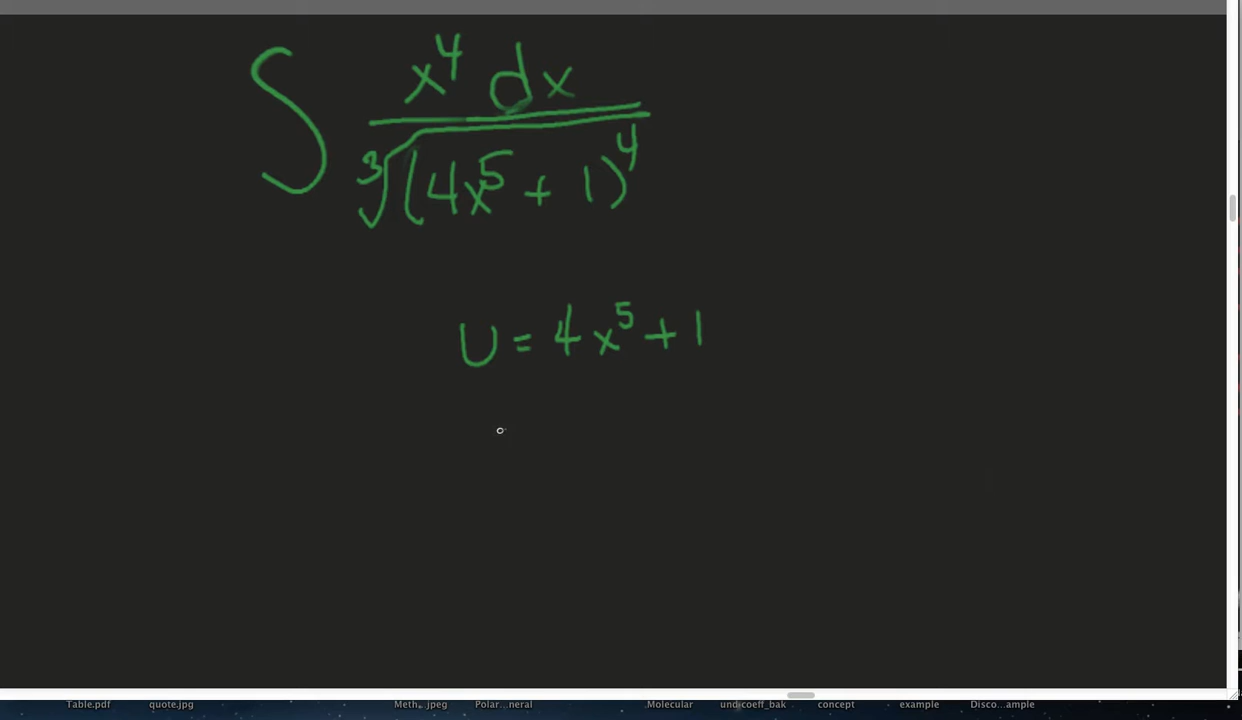 ∫ x⁴ dx / ∛(4x⁵ + 1)⁴
U = 4x⁵ + 1
Table.pdf quote.jpg Meth...jpeg Polar...neral Molecular undcoeff_bak concept example Disco...ample